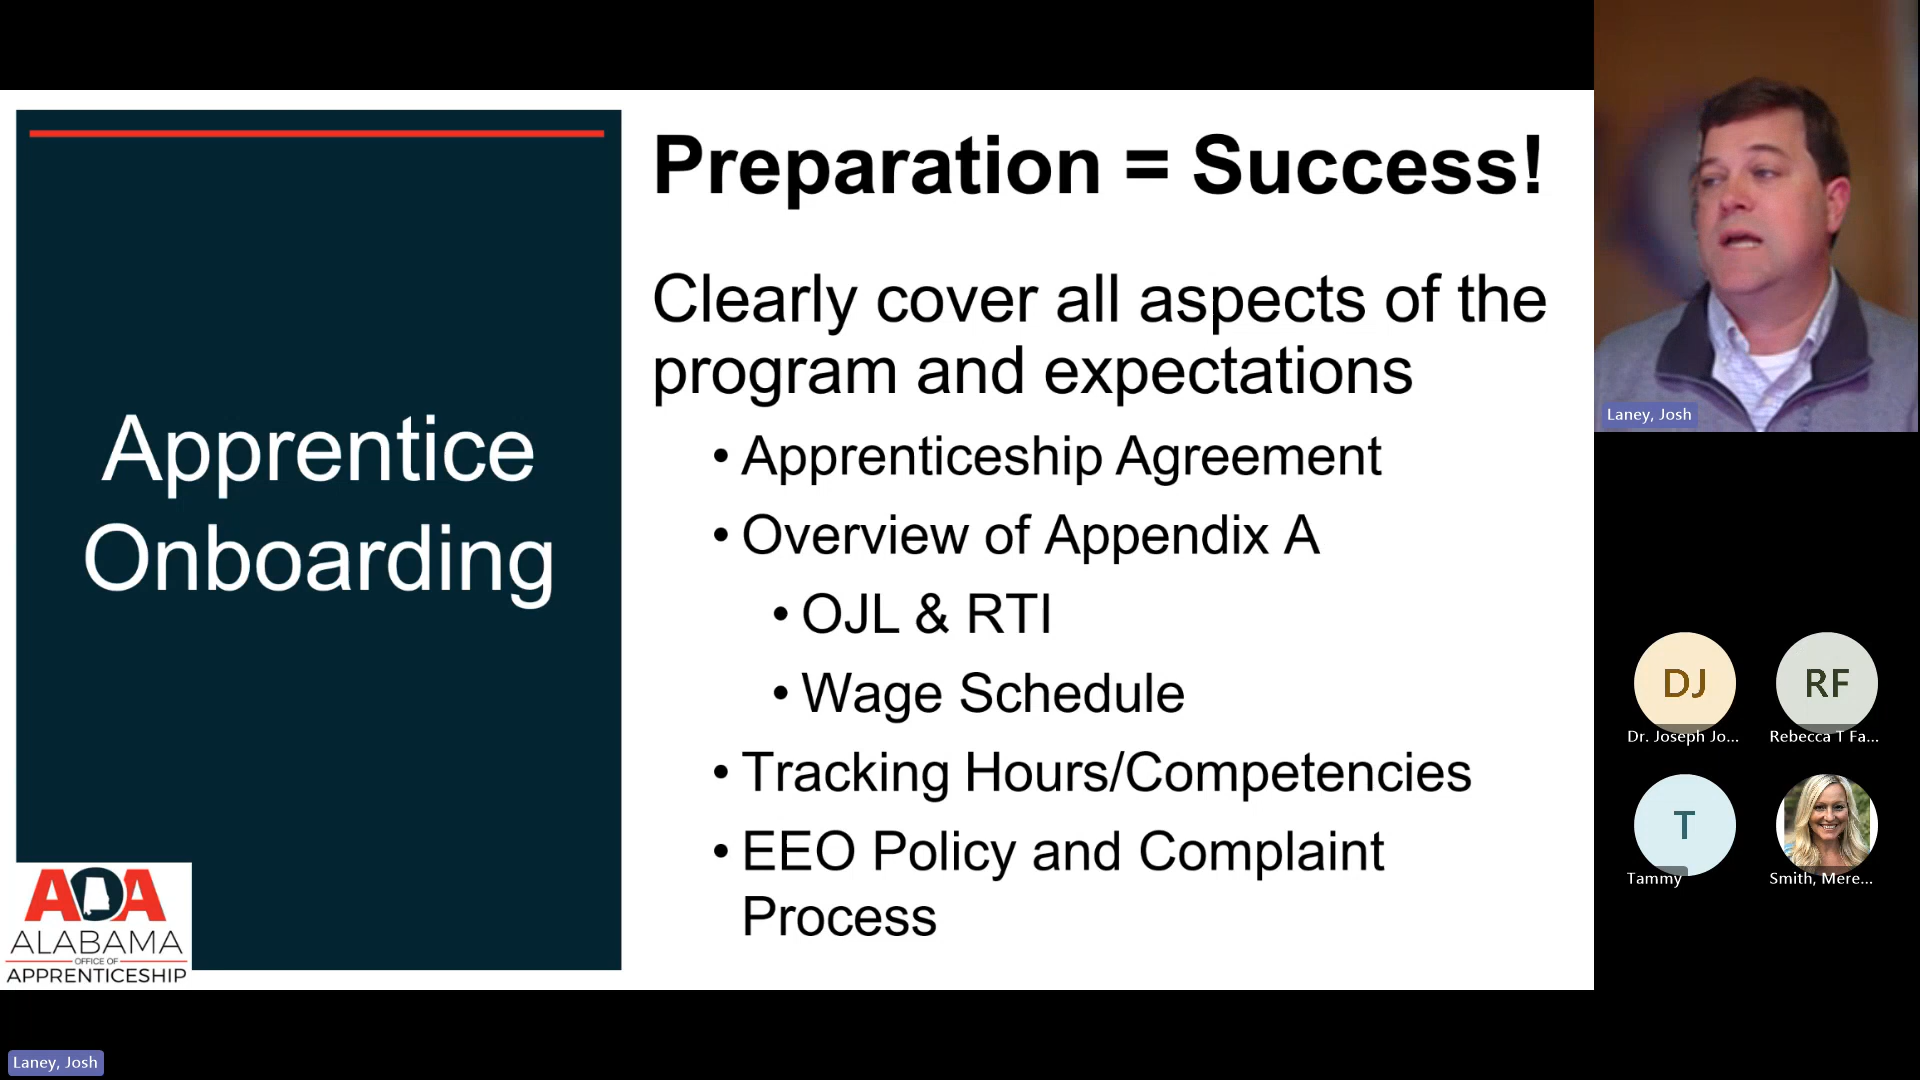 Apprentice
Onboarding
AOA
ALABAMA
OFFICE OF
APPRENTICESHIP
Preparation = Success!
Clearly cover all aspects of the
program and expectations
• Apprenticeship Agreement
• Overview of Appendix A
• OJL & RTI
• Wage Schedule
• Tracking Hours/Competencies
• EEO Policy and Complaint
Process
Laney, Josh
DJ
Dr. Joseph Jo...
RF
Rebecca T Fa...
T
Tammy
Smith, Mere...
Laney, Josh